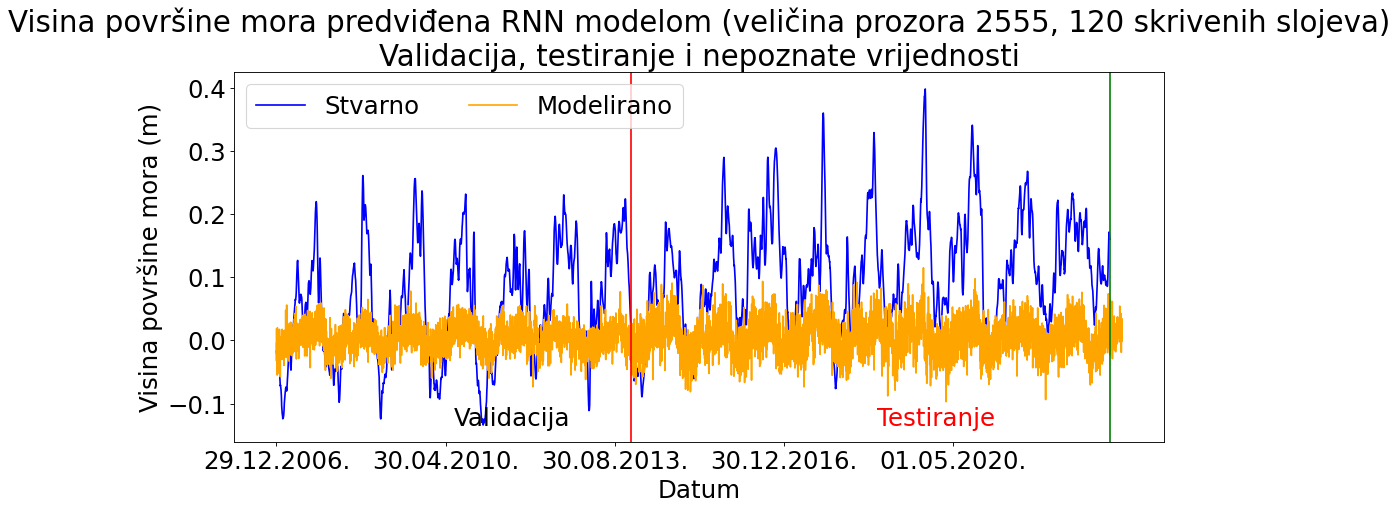 Visina površine mora predviđena RNN modelom (veličina prozora 2555, 120 skrivenih slojeva)
Validacija, testiranje i nepoznate vrijednosti
Stvarno
Modelirano
Visina površine mora (m)
0.4
0.3
0.2
0.1
0.0
−0.1
Validacija
Testiranje
29.12.2006.
30.04.2010.
30.08.2013.
30.12.2016.
01.05.2020.
Datum